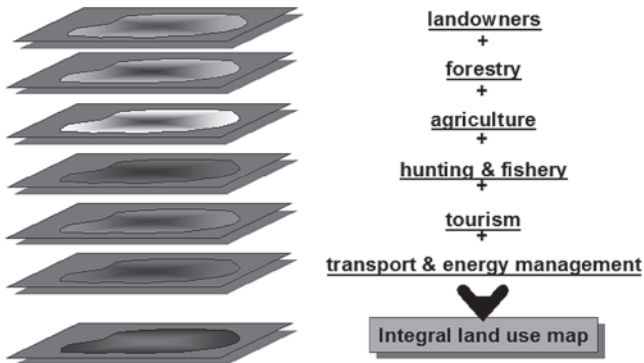 landowners
+
forestry
+
agriculture
+
hunting & fishery
+
tourism
+
transport & energy management
Integral land use map